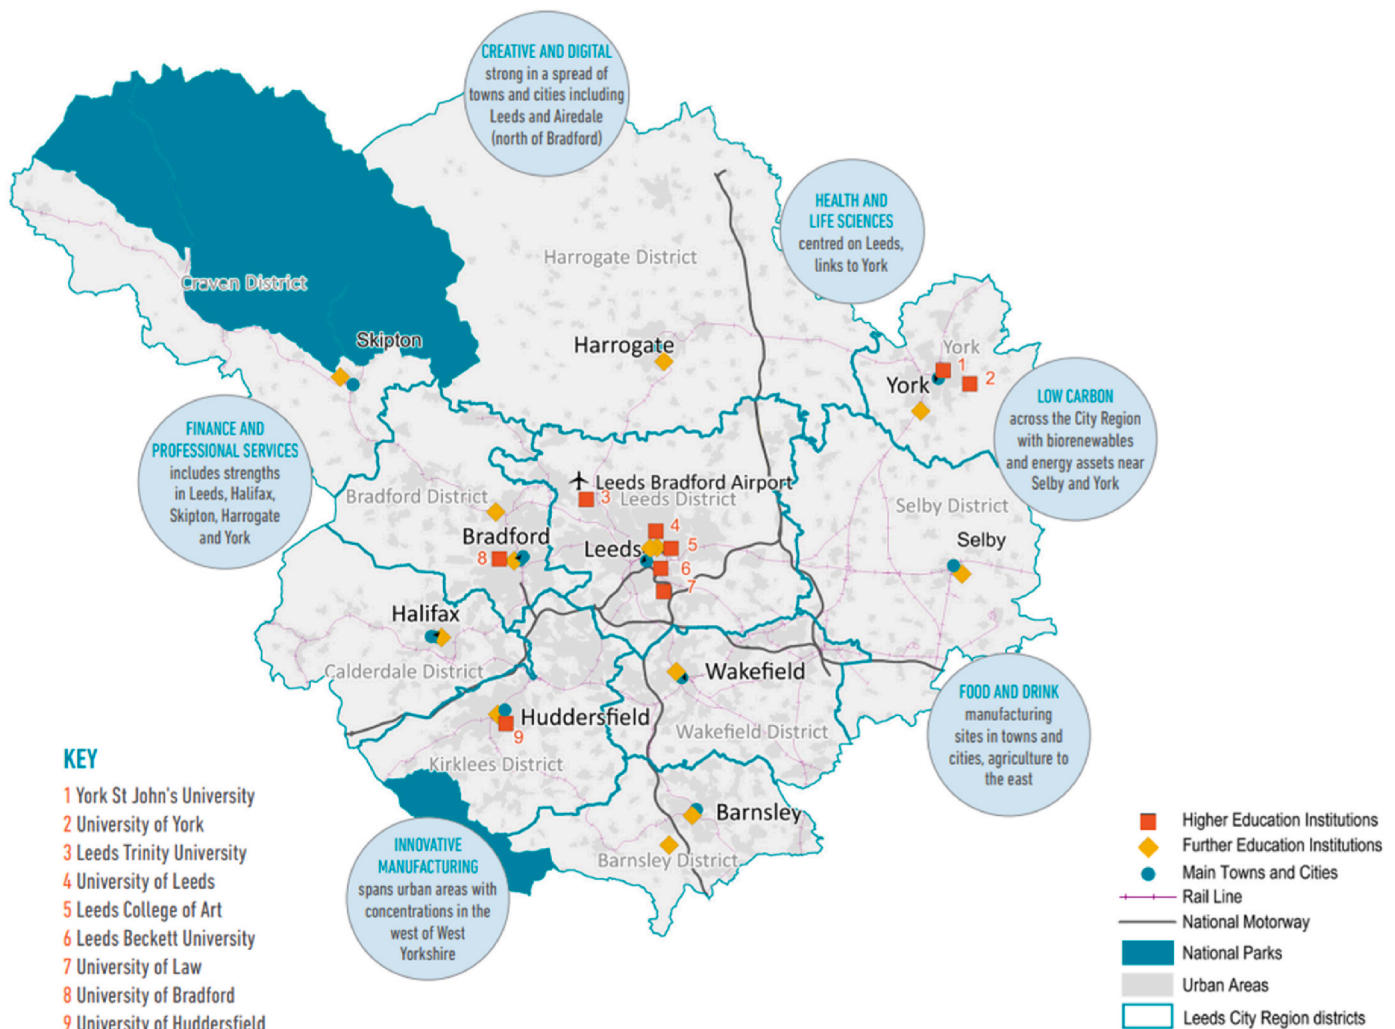 CREATIVE AND DIGITAL
strong in a spread of
towns and cities including
Leeds and Airedale
(north of Bradford)
HEALTH AND
LIFE SCIENCES
centred on Leeds,
links to York
Harrogate District
Craven District
Skipton
Harrogate
York
York
1
2
LOW CARBON
across the City Region
with biorenewables
and energy assets near
Selby and York
FINANCE AND
PROFESSIONAL SERVICES
includes strengths
in Leeds, Halifax,
Skipton, Harrogate
and York
Leeds Bradford Airport
Bradford District
3
Leeds District
Selby District
4
Bradford
Leeds
5
Selby
8
6
7
Halifax
Calderdale District
Wakefield
FOOD AND DRINK
manufacturing
sites in towns and
cities, agriculture to
the east
Huddersfield
9
Wakefield District
Kirklees District
Barnsley
Barnsley District
INNOVATIVE
MANUFACTURING
spans urban areas with
concentrations in the
west of West
Yorkshire
KEY
1 York St John's University
2 University of York
3 Leeds Trinity University
4 University of Leeds
5 Leeds College of Art
6 Leeds Beckett University
7 University of Law
8 University of Bradford
9 University of Huddersfield
Higher Education Institutions
Further Education Institutions
Main Towns and Cities
Rail Line
National Motorway
National Parks
Urban Areas
Leeds City Region districts